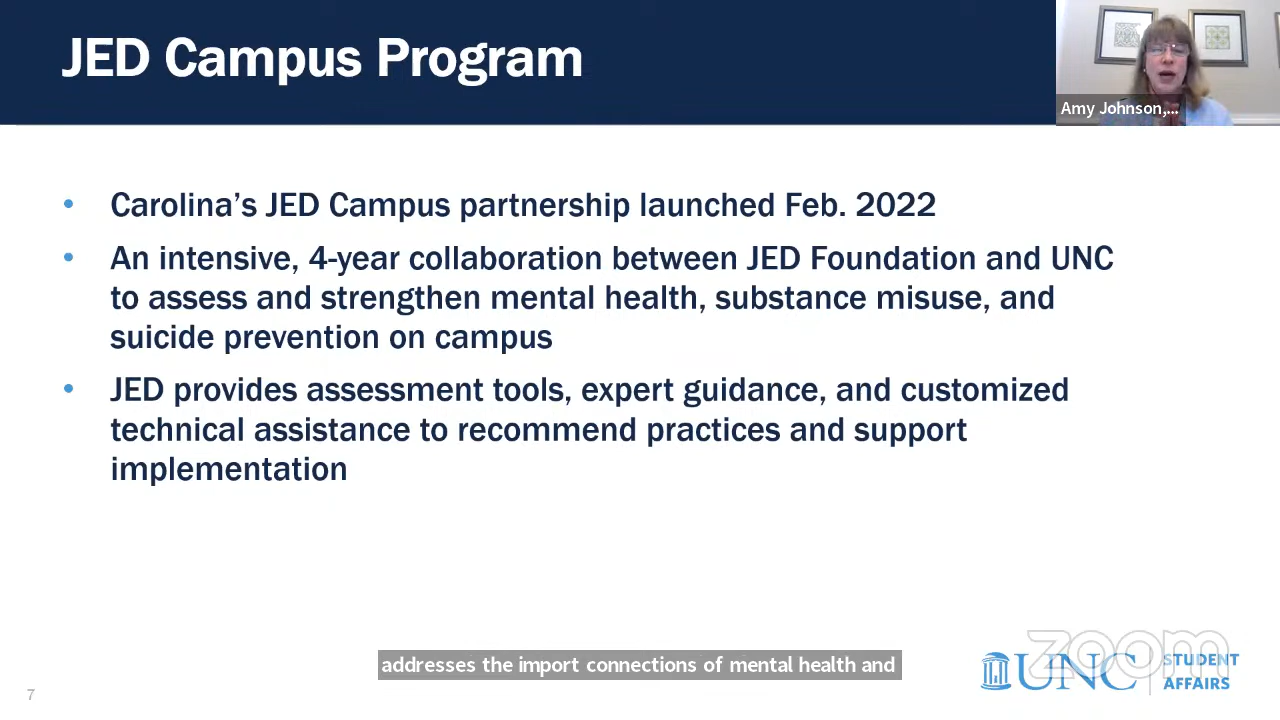 JED Campus Program
Amy Johnson,...
• Carolina’s JED Campus partnership launched Feb. 2022
• An intensive, 4-year collaboration between JED Foundation and UNC
to assess and strengthen mental health, substance misuse, and
suicide prevention on campus
• JED provides assessment tools, expert guidance, and customized
technical assistance to recommend practices and support
implementation
addresses the import connections of mental health and
zoom
UNC STUDENT
AFFAIRS
7